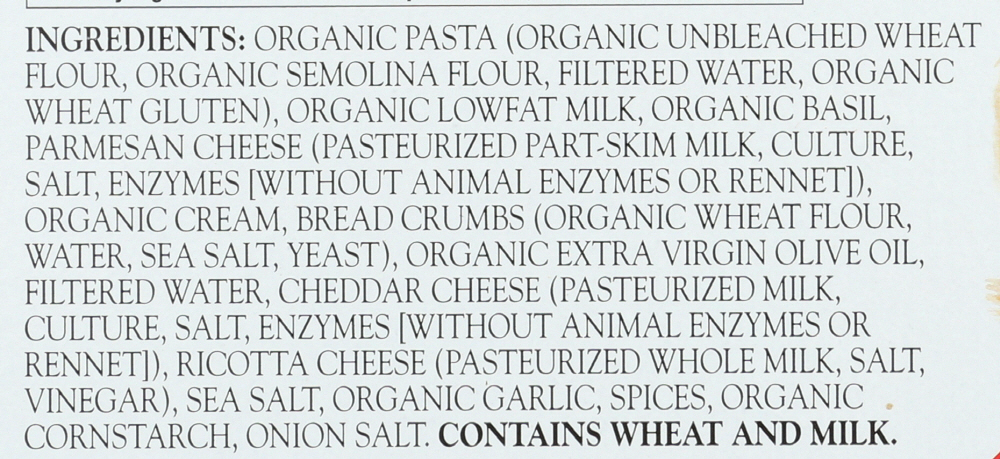 INGREDIENTS: ORGANIC PASTA (ORGANIC UNBLEACHED WHEAT
FLOUR, ORGANIC SEMOLINA FLOUR, FILTERED WATER, ORGANIC
WHEAT GLUTEN), ORGANIC LOWFAT MILK, ORGANIC BASIL,
PARMESAN CHEESE (PASTEURIZED PART-SKIM MILK, CULTURE,
SALT, ENZYMES [WITHOUT ANIMAL ENZYMES OR RENNET]),
ORGANIC CREAM, BREAD CRUMBS (ORGANIC WHEAT FLOUR,
WATER, SEA SALT, YEAST), ORGANIC EXTRA VIRGIN OLIVE OIL,
FILTERED WATER, CHEDDAR CHEESE (PASTEURIZED MILK,
CULTURE, SALT, ENZYMES [WITHOUT ANIMAL ENZYMES OR
RENNET]), RICOTTA CHEESE (PASTEURIZED WHOLE MILK, SALT,
VINEGAR), SEA SALT, ORGANIC GARLIC, SPICES, ORGANIC
CORNSTARCH, ONION SALT. CONTAINS WHEAT AND MILK.